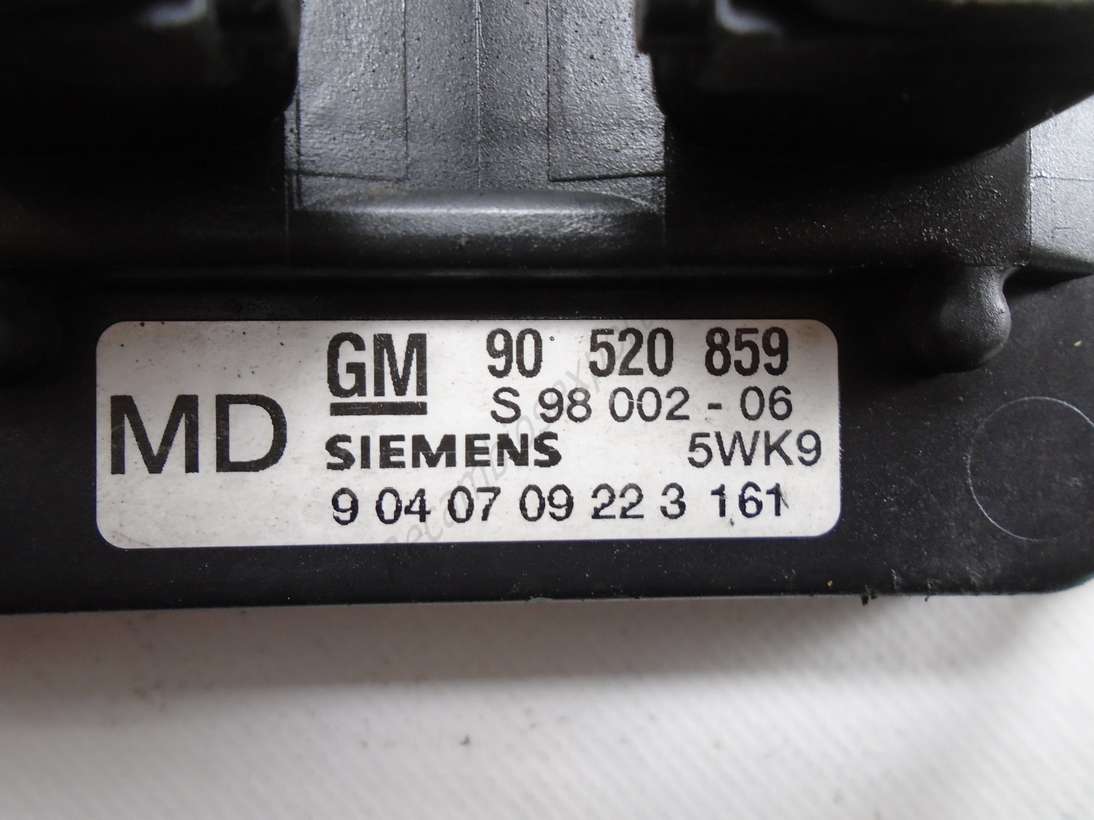 MD
GM 90 520 859
S 98 002 - 06
SIEMENS 5WK9
9 04 07 09 22 3 161